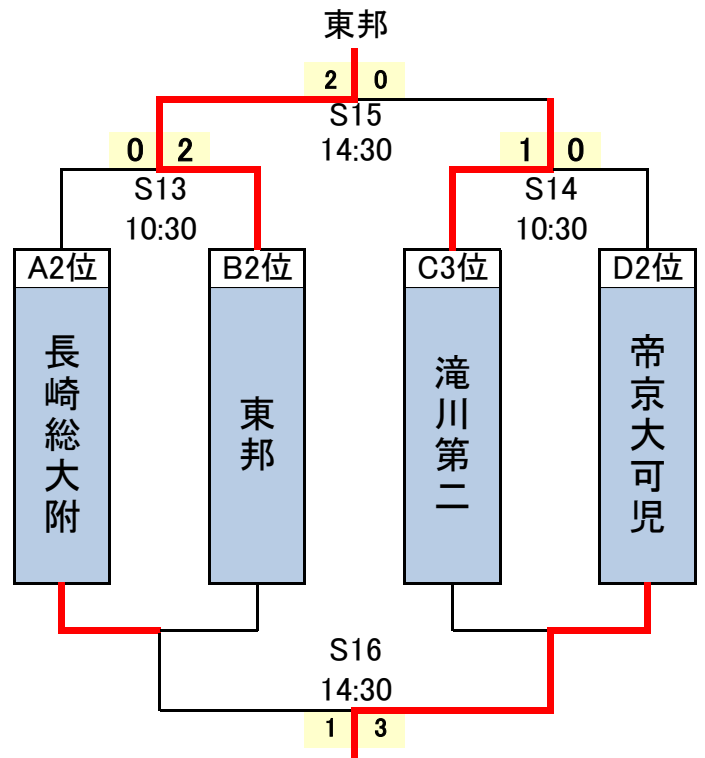 東邦
2 0
S15
14:30
0 2
S13
10:30
1 0
S14
10:30
A2位
B2位
C3位
D2位
長崎総大附
東邦
滝川第二
帝京大可児
S16
14:30
1 3